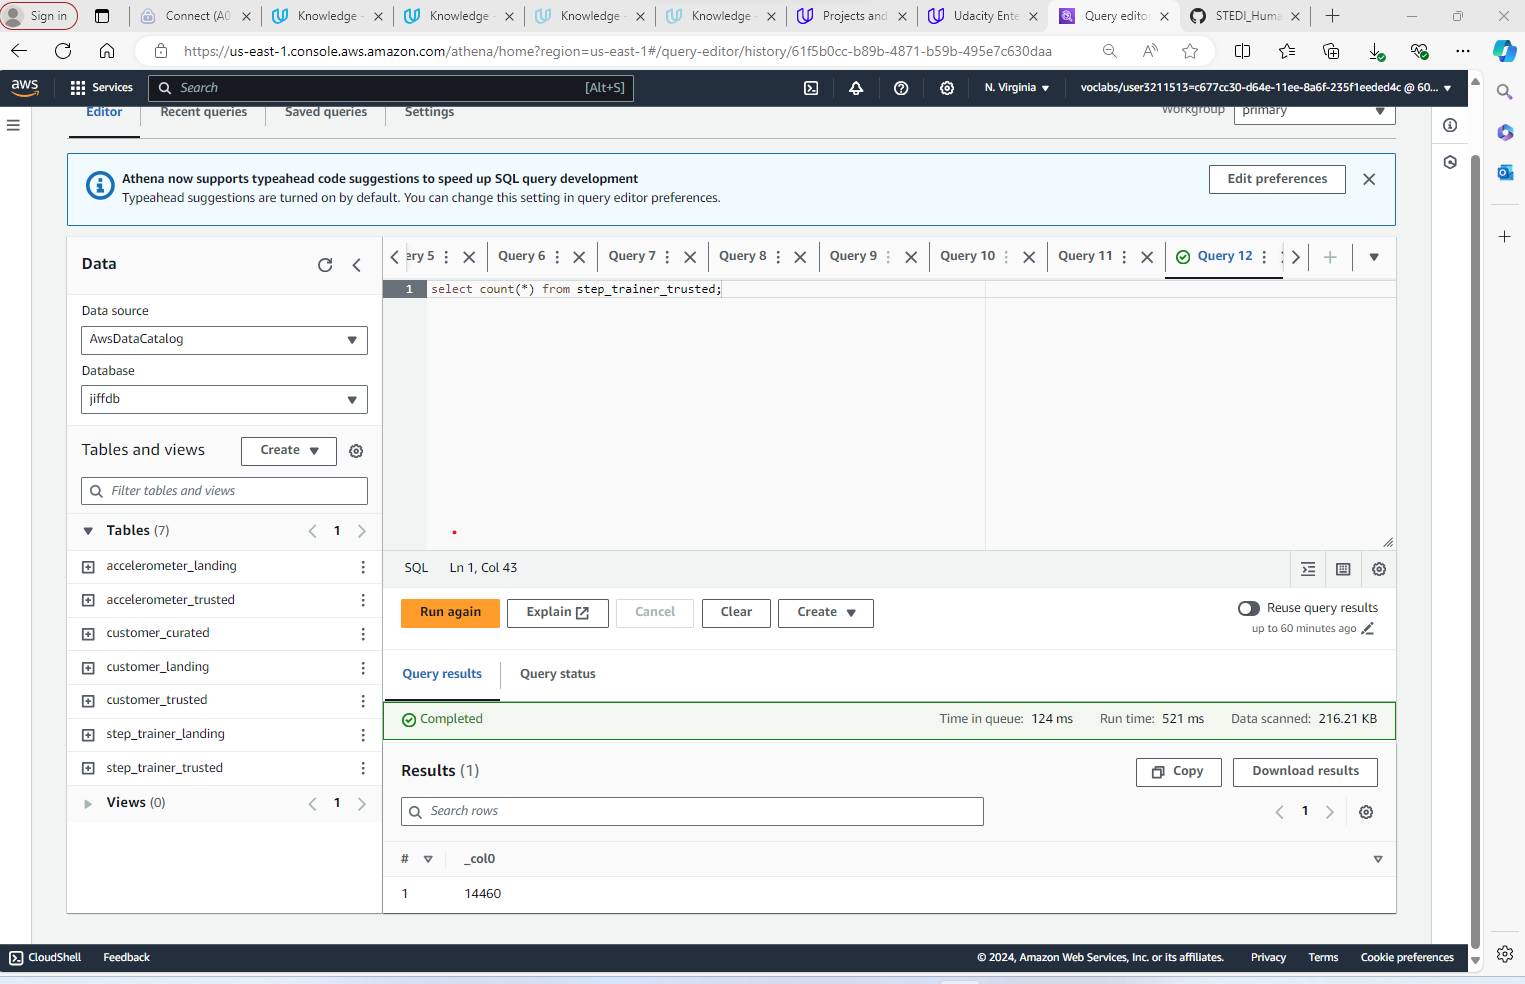 Sign in
Connect (A0
Knowledge -
Knowledge -
Knowledge -
Knowledge -
Projects and
Udacity Ente
Query editor
STEDI_Huma
https://us-east-1.console.aws.amazon.com/athena/home?region=us-east-1#/query-editor/history/61f5b0cc-b89b-4871-b59b-495e7c630daa
aws Services Search [Alt+S] N. Virginia voclabs/user3211513=c677cc30-d64e-11ee-8a6f-235f1eeded4c @ 60...
Editor Recent queries Saved queries Settings Workgroup primary
Athena now supports typeahead code suggestions to speed up SQL query development
Typeahead suggestions are turned on by default. You can change this setting in query editor preferences.
Edit preferences
Data
Data source
AwsDataCatalog
Database
jiffdb
Tables and views Create
Filter tables and views
Tables (7) 1
accelerometer_landing
accelerometer_trusted
customer_curated
customer_landing
customer_trusted
step_trainer_landing
step_trainer_trusted
Views (0) 1
ery 5 Query 6 Query 7 Query 8 Query 9 Query 10 Query 11 Query 12
1 select count(*) from step_trainer_trusted;
SQL Ln 1, Col 43
Run again Explain Cancel Clear Create
Reuse query results
up to 60 minutes ago
Query results Query status
Completed Time in queue: 124 ms Run time: 521 ms Data scanned: 216.21 KB
Results (1) Copy Download results
Search rows 1
# _col0
1 14460
CloudShell Feedback © 2024, Amazon Web Services, Inc. or its affiliates. Privacy Terms Cookie preferences